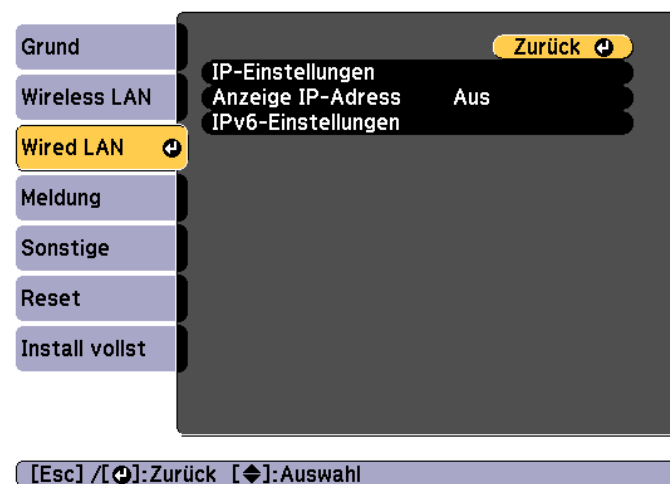 Grund
Wireless LAN
Wired LAN
Meldung
Sonstige
Reset
Install vollst
Zurück
IP-Einstellungen
Anzeige IP-Adress Aus
IPv6-Einstellungen
[Esc] /[⏎]:Zurück [◆]:Auswahl